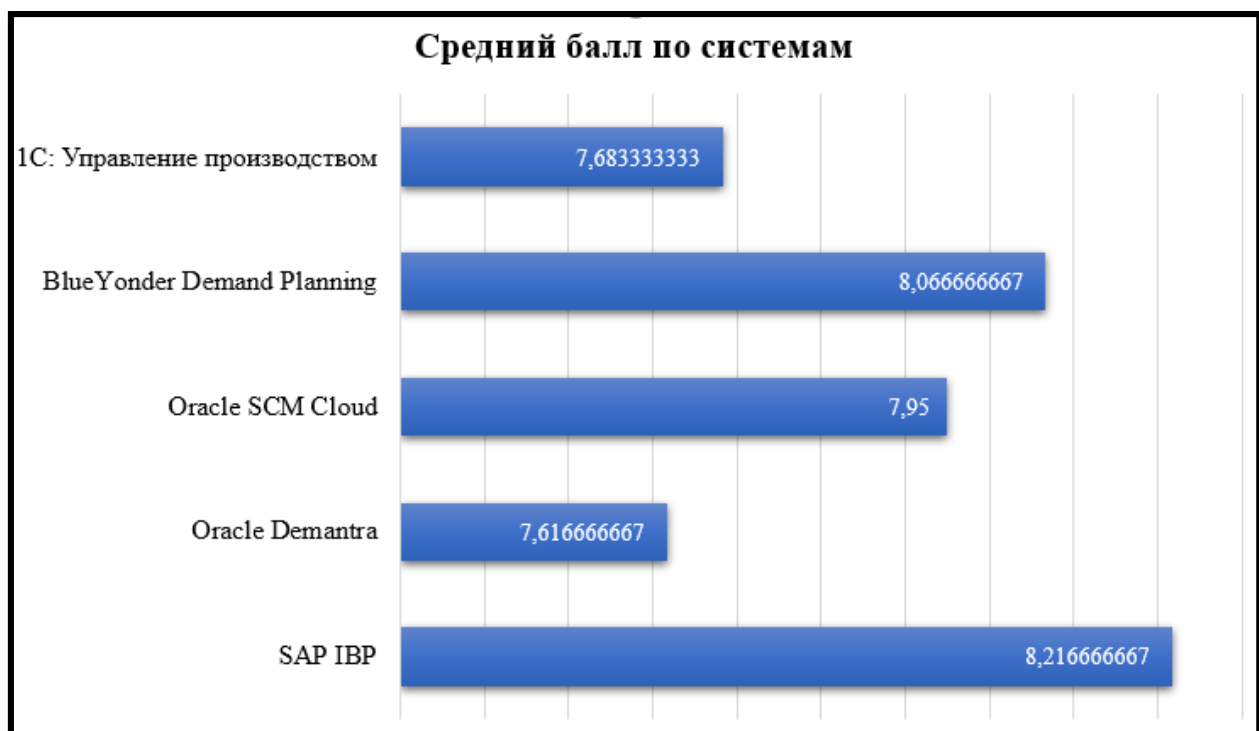 Средний балл по системам
1С: Управление производством
7,683333333
BlueYonder Demand Planning
8,066666667
Oracle SCM Cloud
7,95
Oracle Demantra
7,616666667
SAP IBP
8,216666667